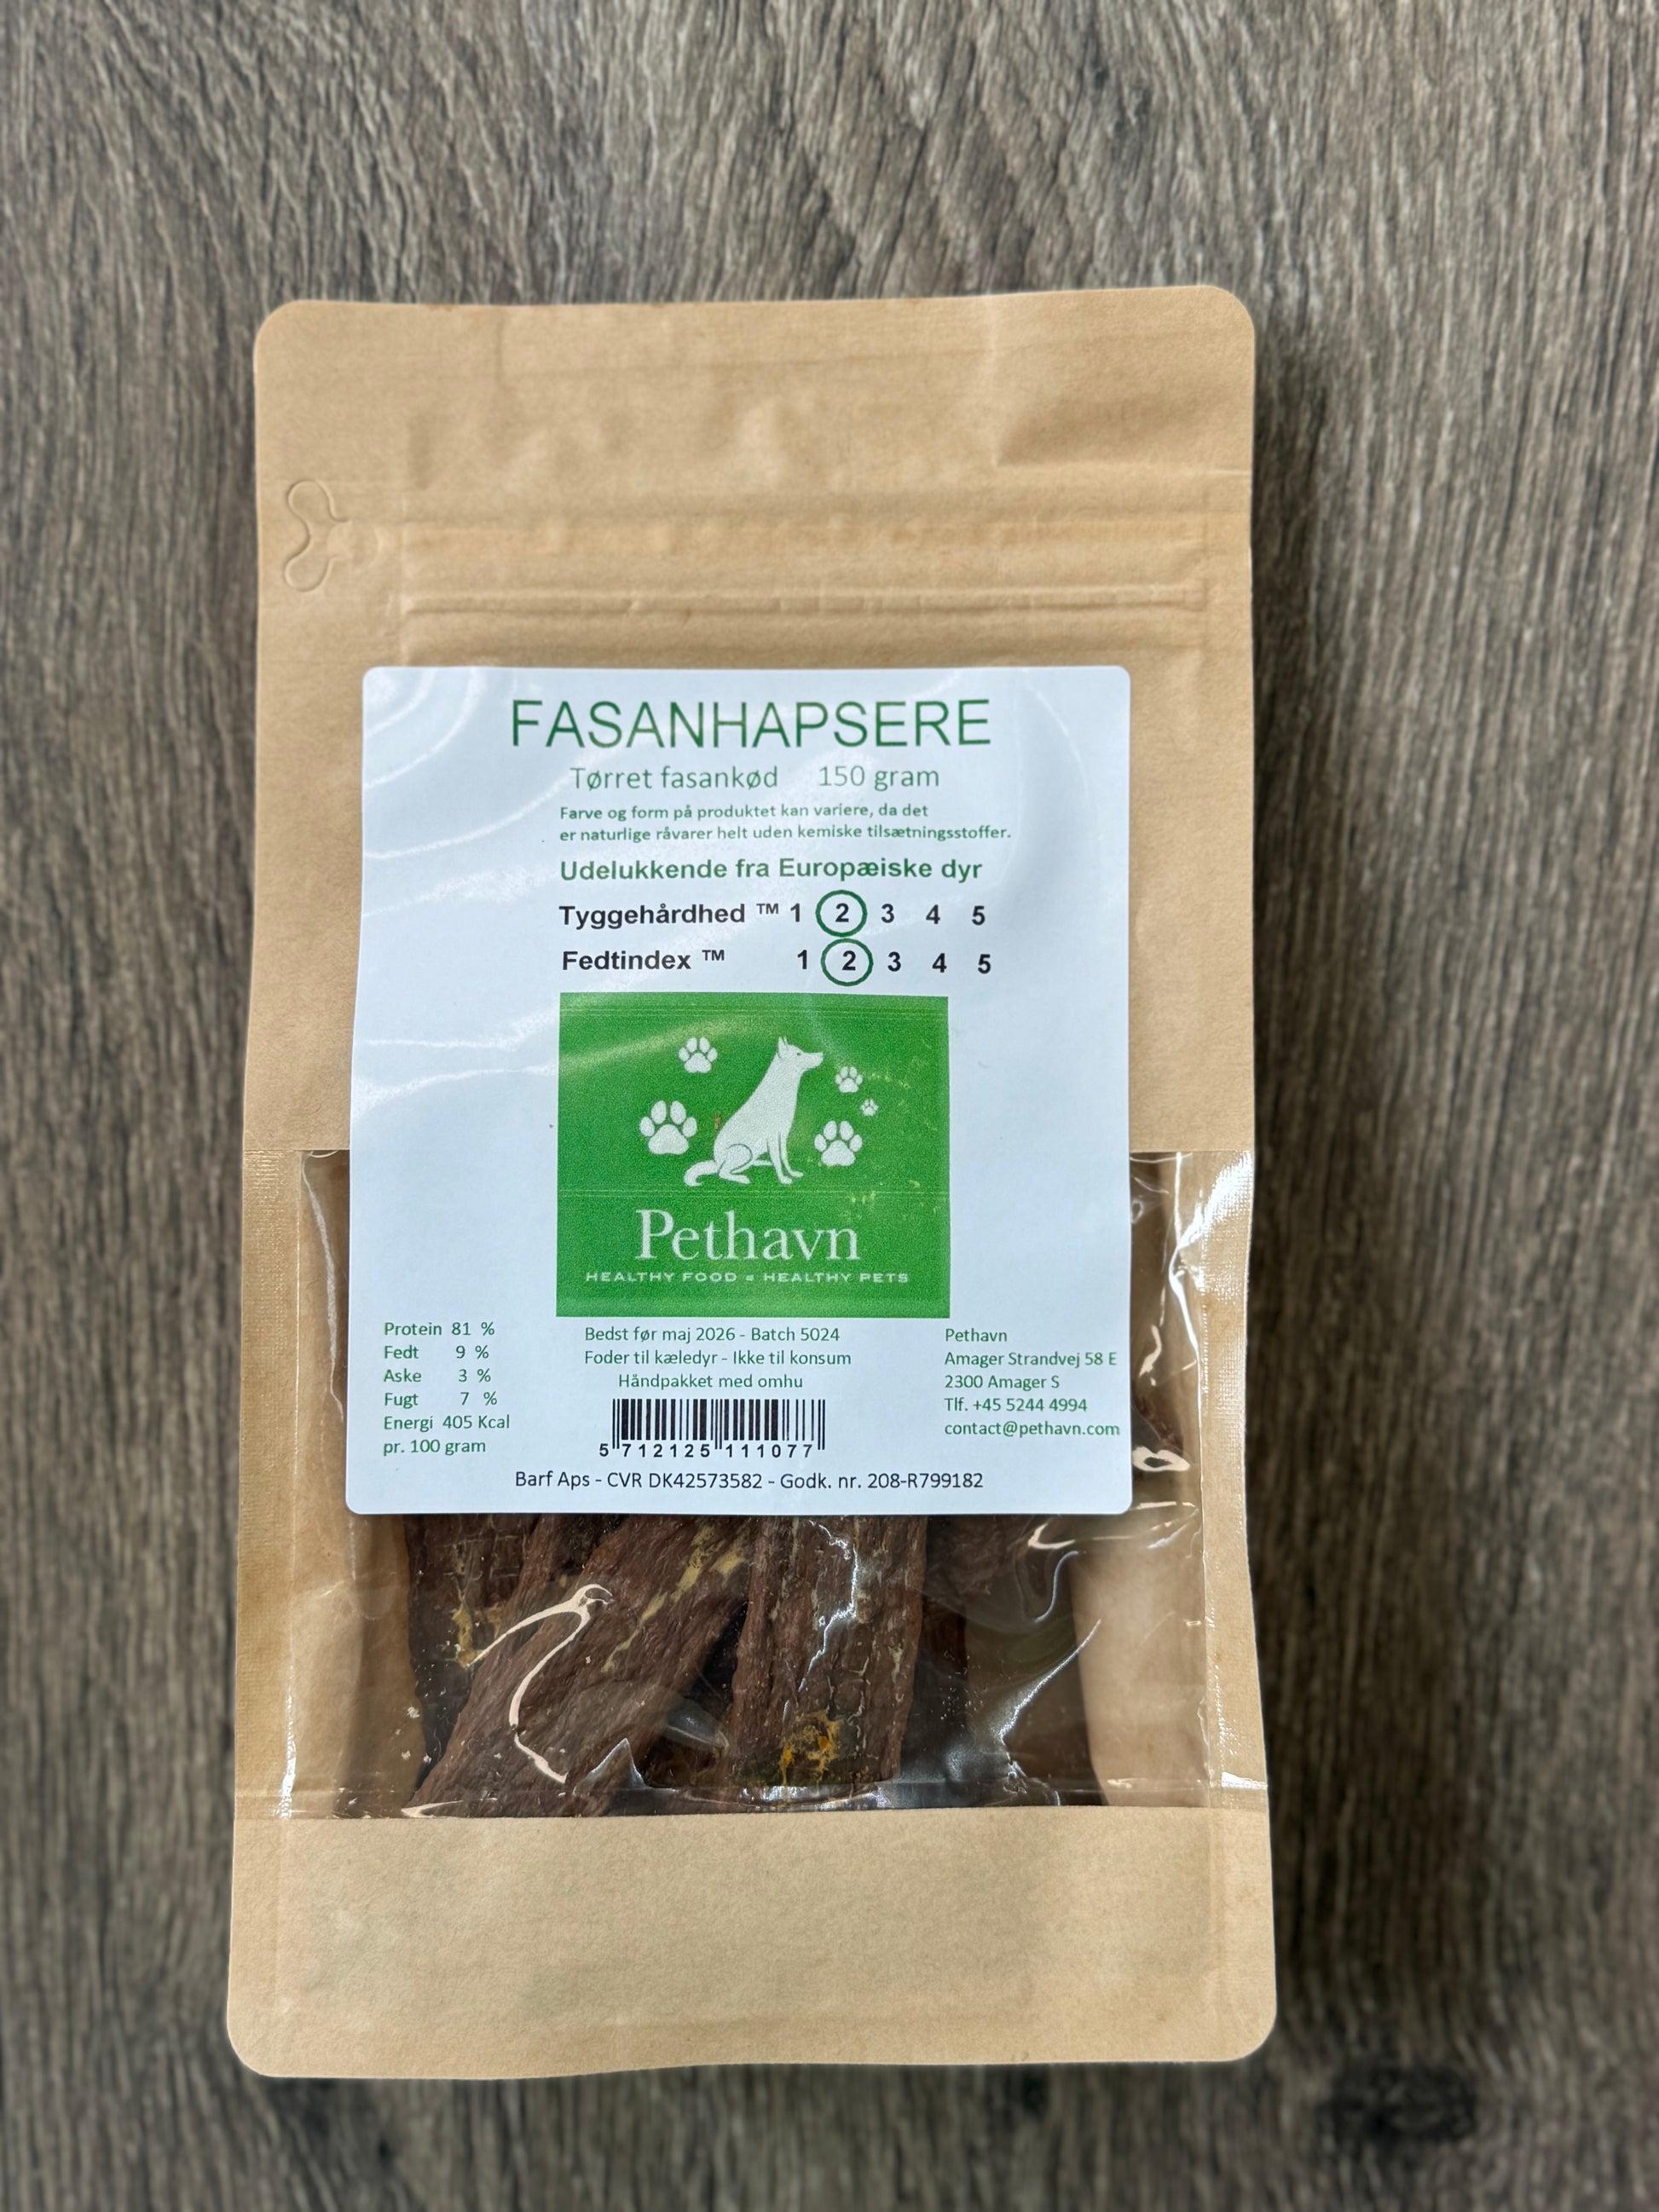 FASANHAPSERE
Tørret fasankød 150 gram
Farve og form på produktet kan variere, da det
er naturlige råvarer helt uden kemiske tilsætningsstoffer.
Udelukkende fra Europæiske dyr
Tyggehårdhed ™ 1 2 3 4 5
Fedtindex ™ 1 2 3 4 5
Pethavn
HEALTHY FOOD = HEALTHY PETS
Protein 81 %
Fedt 9 %
Aske 3 %
Fugt 7 %
Energi 405 Kcal
pr. 100 gram
Bedst før maj 2026 - Batch 5024
Foder til kæledyr - Ikke til konsum
Håndpakket med omhu
5 712125 111077
Pethavn
Amager Strandvej 58 E
2300 Amager S
Tlf. +45 5244 4994
contact@pethavn.com
Barf Aps - CVR DK42573582 - Godk. nr. 208-R799182